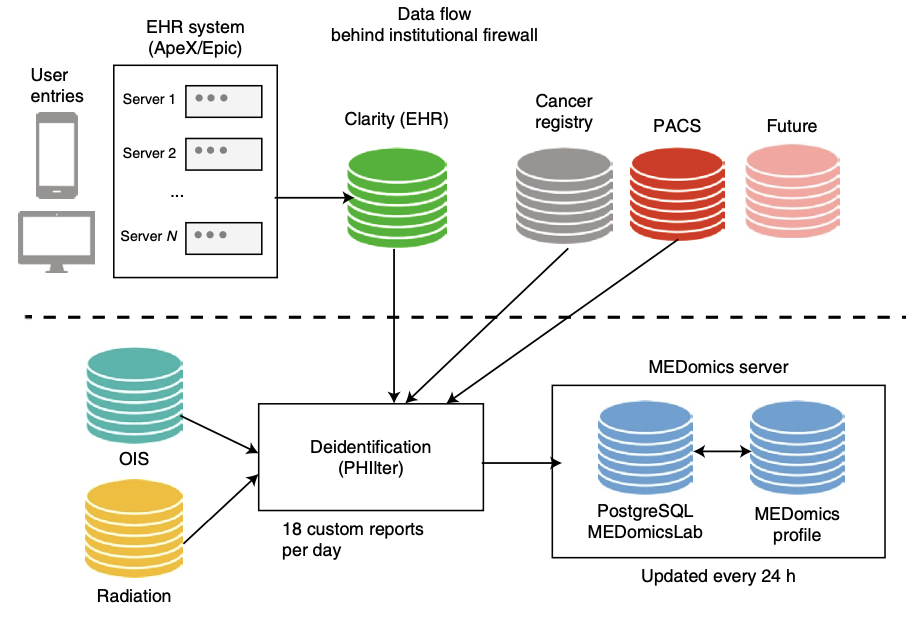 Data flow
behind institutional firewall
EHR system
(ApeX/Epic)
User
entries
Server 1
Server 2
...
Server N
Clarity (EHR)
Cancer
registry
PACS
Future
OIS
Radiation
Deidentification
(PHIlter)
18 custom reports
per day
MEDomics server
PostgreSQL
MEDomicsLab
MEDomics
profile
Updated every 24 h